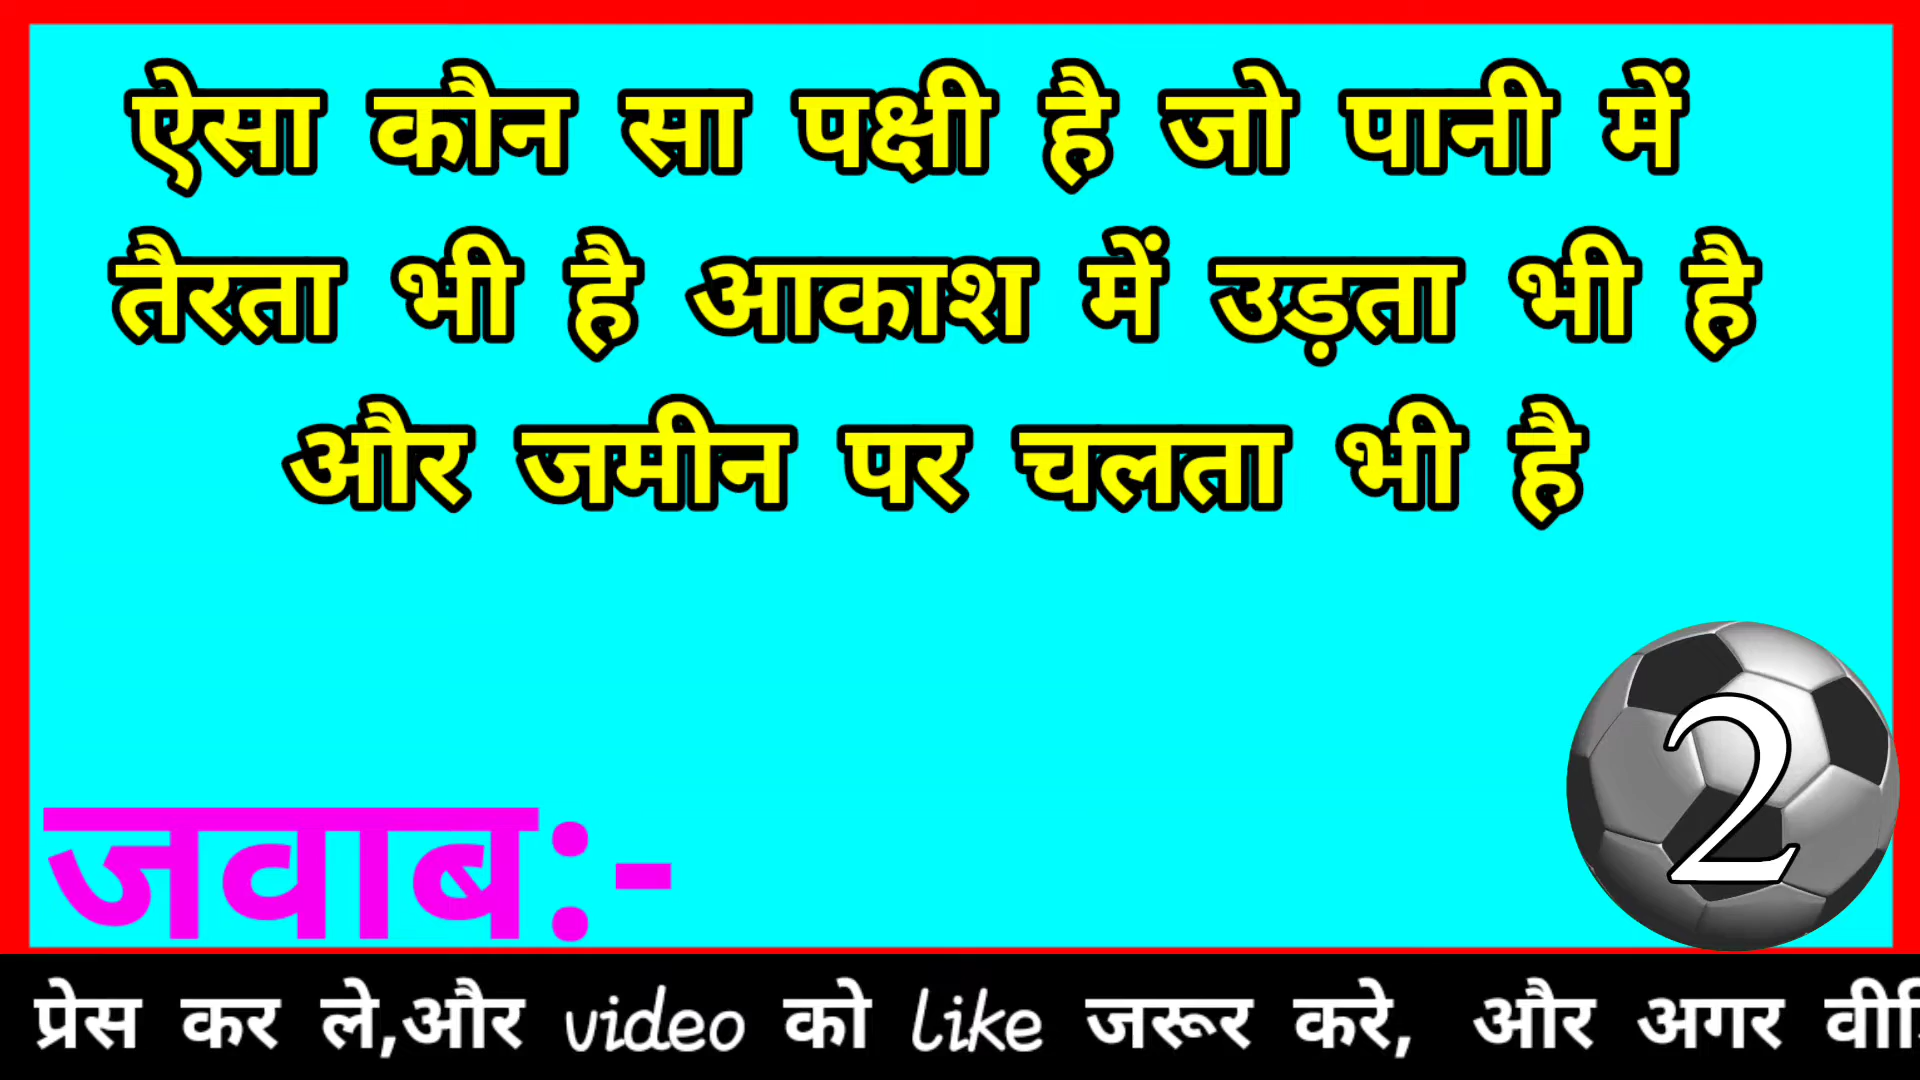 ऐसा कौन सा पक्षी है जो पानी में
तैरता भी है आकाश में उड़ता भी है
और जमीन पर चलता भी है
2
जवाब:-
प्रेस कर ले,और video को like जरूर करे, और अगर